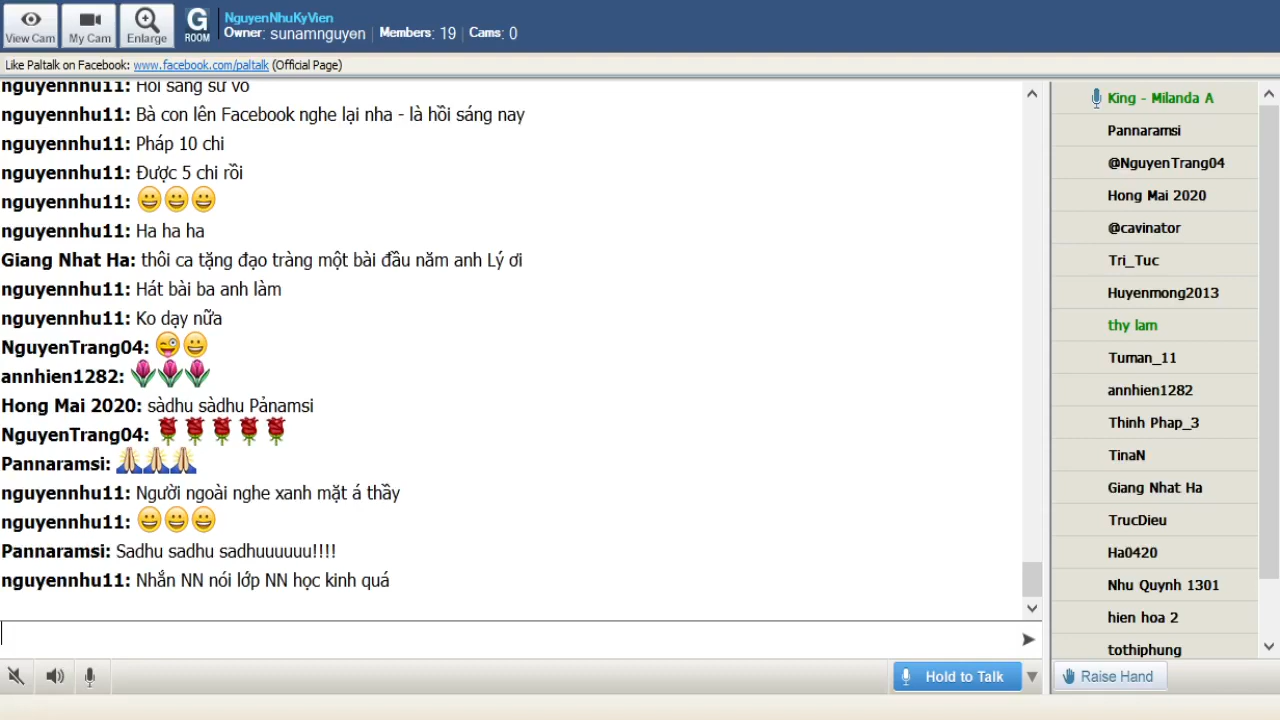 View Cam
My Cam
Enlarge
G
ROOM
NguyenNhuKyVien
Owner: sunamnguyen | Members: 19 | Cams: 0
Like Paltalk on Facebook: www.facebook.com/paltalk (Official Page)
nguyennhu11: Hồi sáng sư vô
nguyennhu11: Bà con lên Facebook nghe lại nha - là hồi sáng nay
nguyennhu11: Pháp 10 chi
nguyennhu11: Được 5 chi rồi
nguyennhu11:
nguyennhu11: Ha ha ha
Giang Nhat Ha: thôi ca tặng đạo tràng một bài đầu năm anh Lý ơi
nguyennhu11: Hát bài ba anh làm
nguyennhu11: Ko dạy nữa
NguyenTrang04:
annhien1282:
Hong Mai 2020: sàdhu sàdhu Pảnamsi
NguyenTrang04:
Pannaramsi:
nguyennhu11: Người ngoài nghe xanh mặt á thầy
nguyennhu11:
Pannaramsi: Sadhu sadhu sadhuuuuuu!!!!
nguyennhu11: Nhắn NN nói lớp NN học kinh quá
Hold to Talk
King - Milanda A
Pannaramsi
@NguyenTrang04
Hong Mai 2020
@cavinator
Tri_Tuc
Huyenmong2013
thy lam
Tuman_11
annhien1282
Thinh Phap_3
TinaN
Giang Nhat Ha
TrucDieu
Ha0420
Nhu Quynh 1301
hien hoa 2
tothiphung
Raise Hand